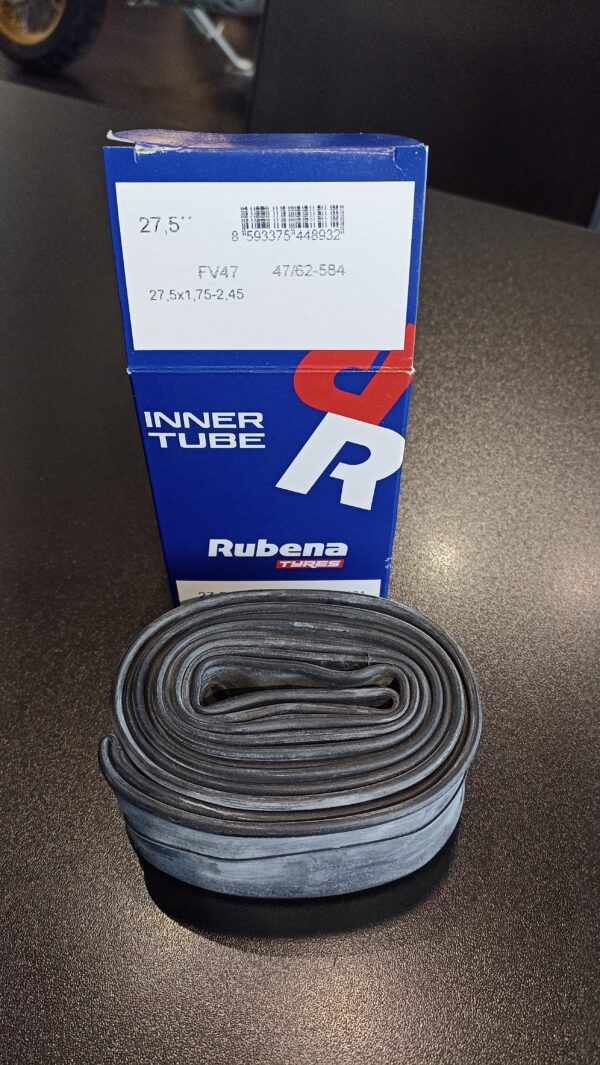 27,5''
8 593375 448932
FV47 47/62-584
27,5x1,75-2,45
INNER
TUBE
R
Rubena
TYRES